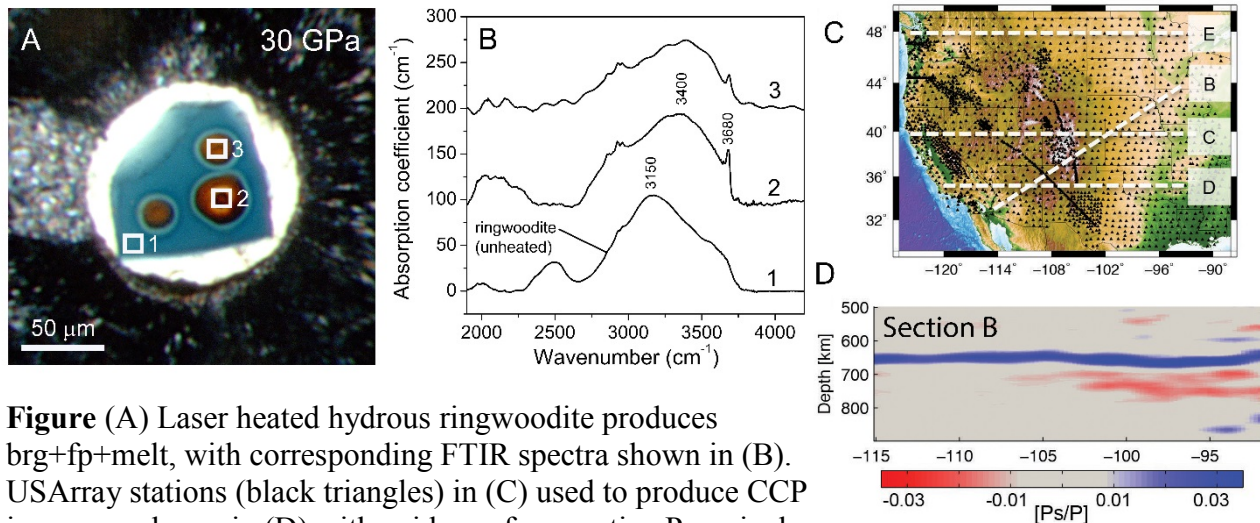 A
30 GPa
3
2
1
50 μm
B
Absorption coefficient (cm⁻¹)
300
250
200
150
100
50
0
3
3400
3680
2
3150
ringwoodite
(unheated)
1
2000 2500 3000 3500 4000
Wavenumber (cm⁻¹)
C
48°
44°
40°
36°
32°
E
B
C
D
-120° -114° -108° -102° -96° -90°
D
Section B
Depth [km]
500
600
700
800
-115 -110 -105 -100 -95
-0.03 -0.01 0.01 0.03
[Ps/P]
Figure (A) Laser heated hydrous ringwoodite produces
brg+fp+melt, with corresponding FTIR spectra shown in (B).
USArray stations (black triangles) in (C) used to produce CCP